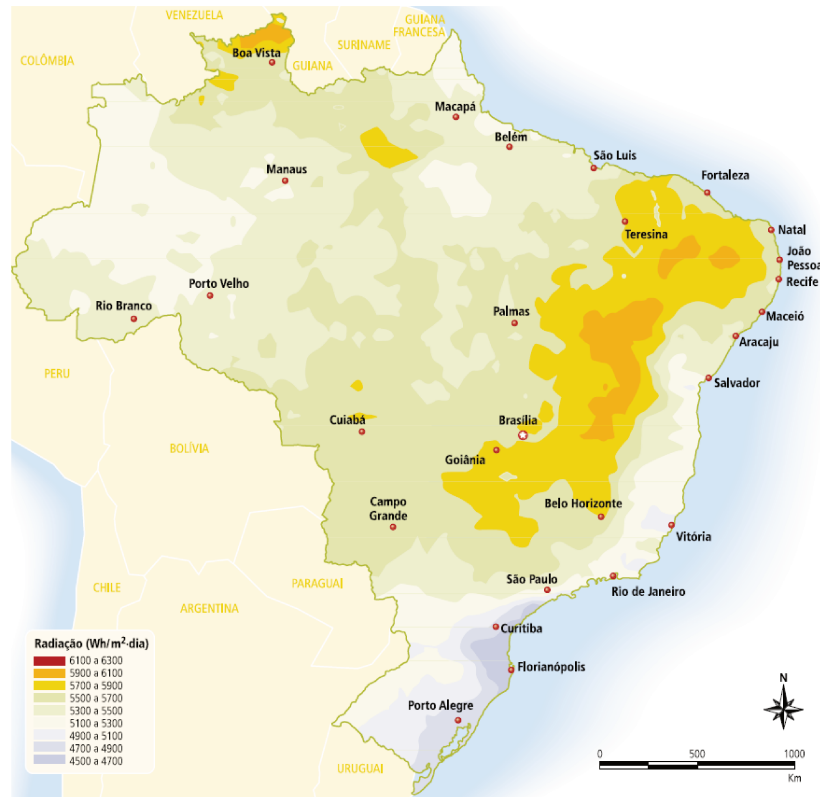 VENEZUELA
GUIANA
FRANCESA
SURINAME
COLÔMBIA
Boa Vista
GUIANA
Macapá
Belém
São Luis
Manaus
Fortaleza
Teresina
Natal
João
Pessoa
Recife
Porto Velho
Rio Branco
Palmas
Maceió
Aracaju
PERU
Salvador
Cuiabá
Brasília
BOLÍVIA
Goiânia
Campo
Grande
Belo Horizonte
Vitória
CHILE
PARAGUAI
São Paulo
Rio de Janeiro
ARGENTINA
Curitiba
Florianópolis
Porto Alegre
URUGUAI
Radiação (Wh/m²·dia)
6100 a 6300
5900 a 6100
5700 a 5900
5500 a 5700
5300 a 5500
5100 a 5300
4900 a 5100
4700 a 4900
4500 a 4700
N
0 500 1000
Km